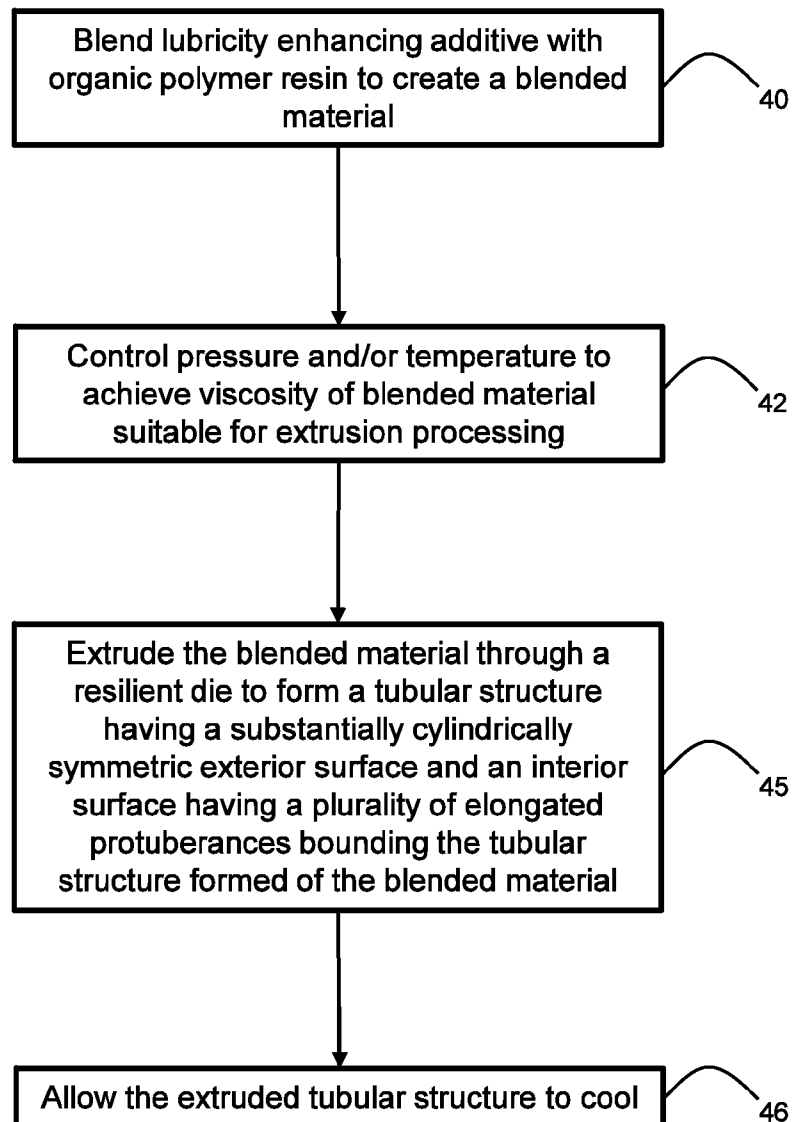 Blend lubricity enhancing additive with
organic polymer resin to create a blended
material
40
Control pressure and/or temperature to
achieve viscosity of blended material
suitable for extrusion processing
42
Extrude the blended material through a
resilient die to form a tubular structure
having a substantially cylindrically
symmetric exterior surface and an interior
surface having a plurality of elongated
protuberances bounding the tubular
structure formed of the blended material
45
Allow the extruded tubular structure to cool
46